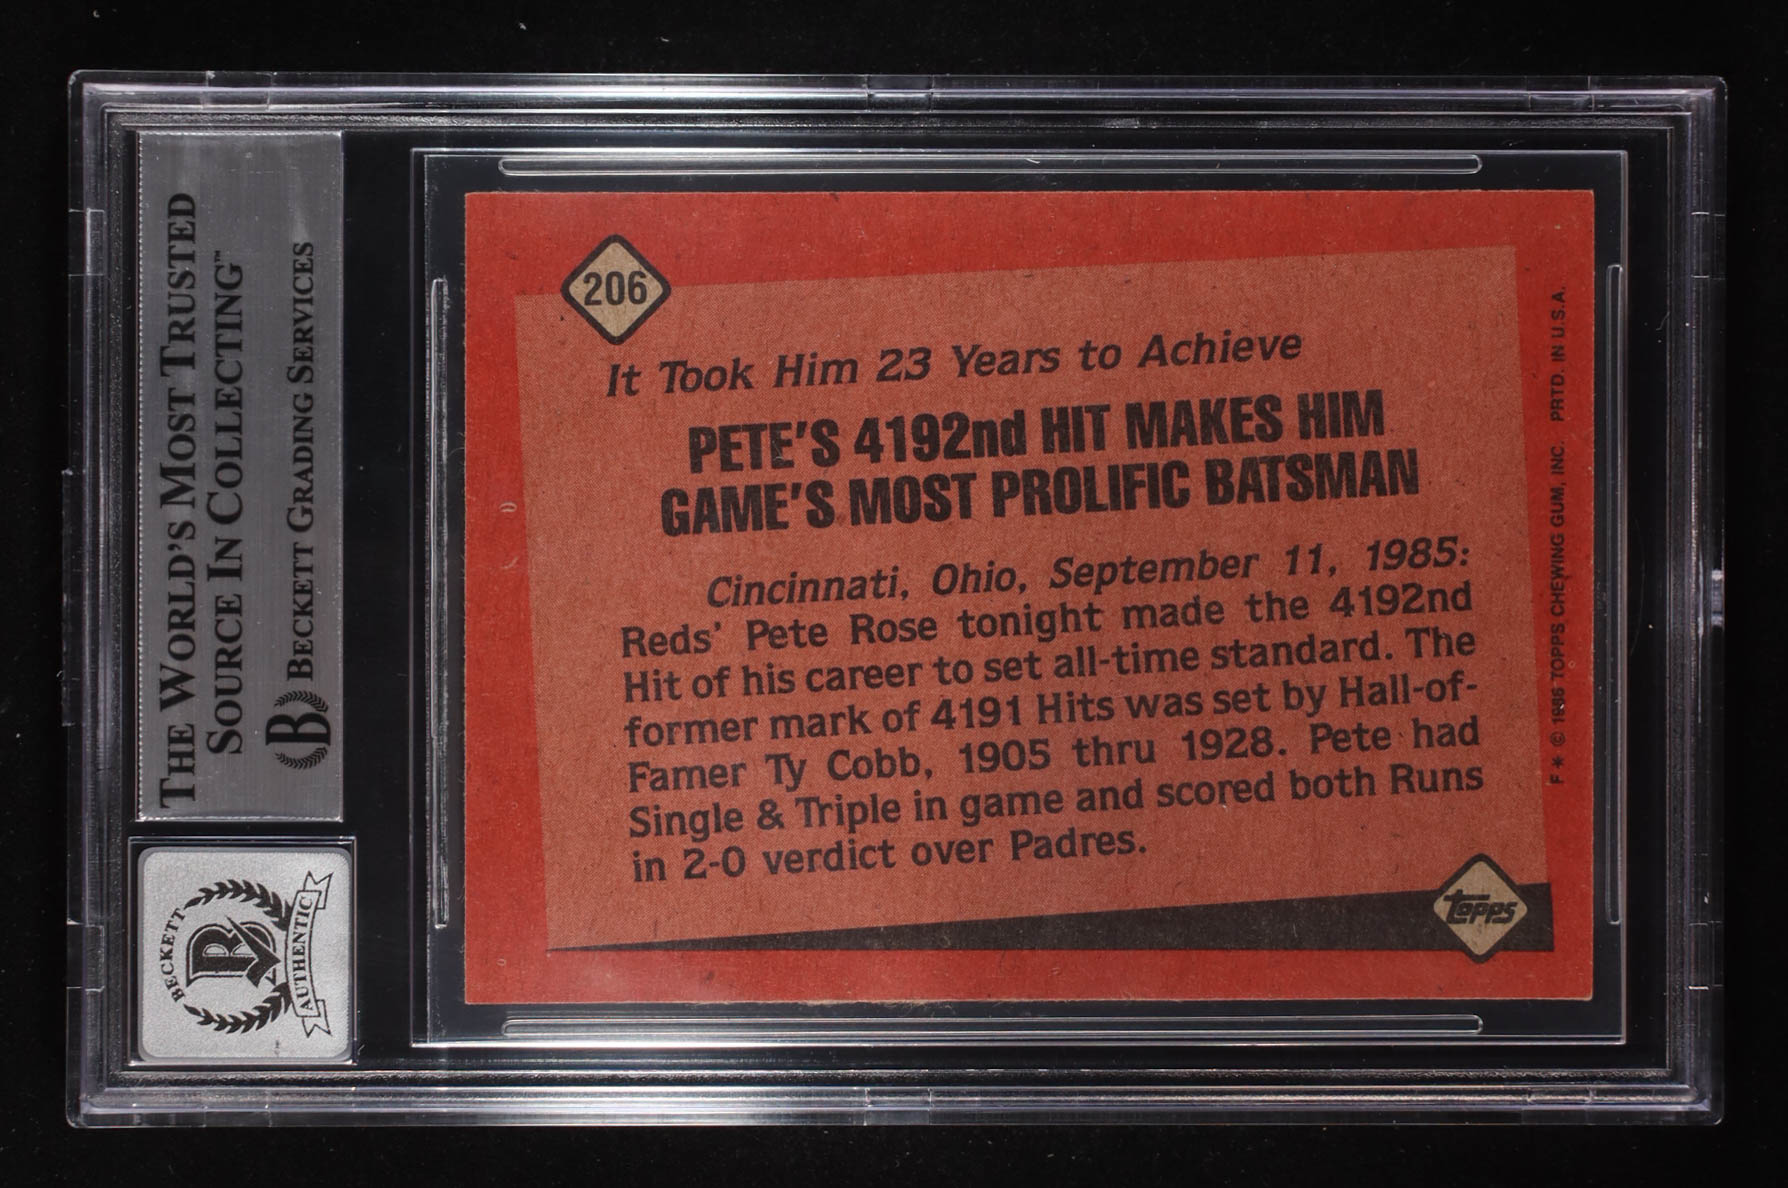 THE WORLD'S MOST TRUSTED
SOURCE IN COLLECTING™
B BECKETT GRADING SERVICES
BECKETT
B
AUTHENTIC
206
It Took Him 23 Years to Achieve
PETE'S 4192nd HIT MAKES HIM
GAME'S MOST PROLIFIC BATSMAN
Cincinnati, Ohio, September 11, 1985:
Reds' Pete Rose tonight made the 4192nd
Hit of his career to set all-time standard. The
former mark of 4191 Hits was set by Hall-of-
Famer Ty Cobb, 1905 thru 1928. Pete had
Single & Triple in game and scored both Runs
in 2-0 verdict over Padres.
topps
F * © 1986 TOPPS CHEWING GUM, INC. PRTD. IN U.S.A.